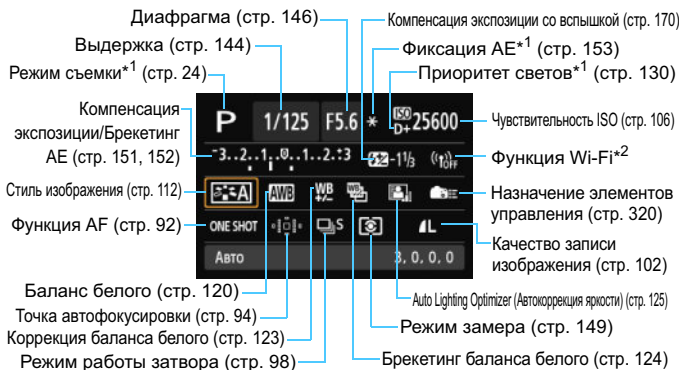 Диафрагма (стр. 146)
Компенсация экспозиции со вспышкой (стр. 170)
Выдержка (стр. 144)
Фиксация AE*1 (стр. 153)
Режим съемки*1 (стр. 24)
Приоритет светов*1 (стр. 130)
P 1/125 F5.6 * ISO D+ 25600
Компенсация
экспозиции/Брекетинг
AE (стр. 151, 152)
Чувствительность ISO (стр. 106)
-3..2..1..0..1..2.+3 -1⅓ OFF
Функция Wi-Fi*2
Стиль изображения (стр. 112)
A AWB WB +/- WB
Назначение элементов
управления (стр. 320)
Функция AF (стр. 92)
ONE SHOT S L
Качество записи
изображения (стр. 102)
Авто 3, 0, 0, 0
Баланс белого (стр. 120)
Auto Lighting Optimizer (Автокоррекция яркости) (стр. 125)
Точка автофокусировки (стр. 94)
Режим замера (стр. 149)
Коррекция баланса белого (стр. 123)
Режим работы затвора (стр. 98)
Брекетинг баланса белого (стр. 124)